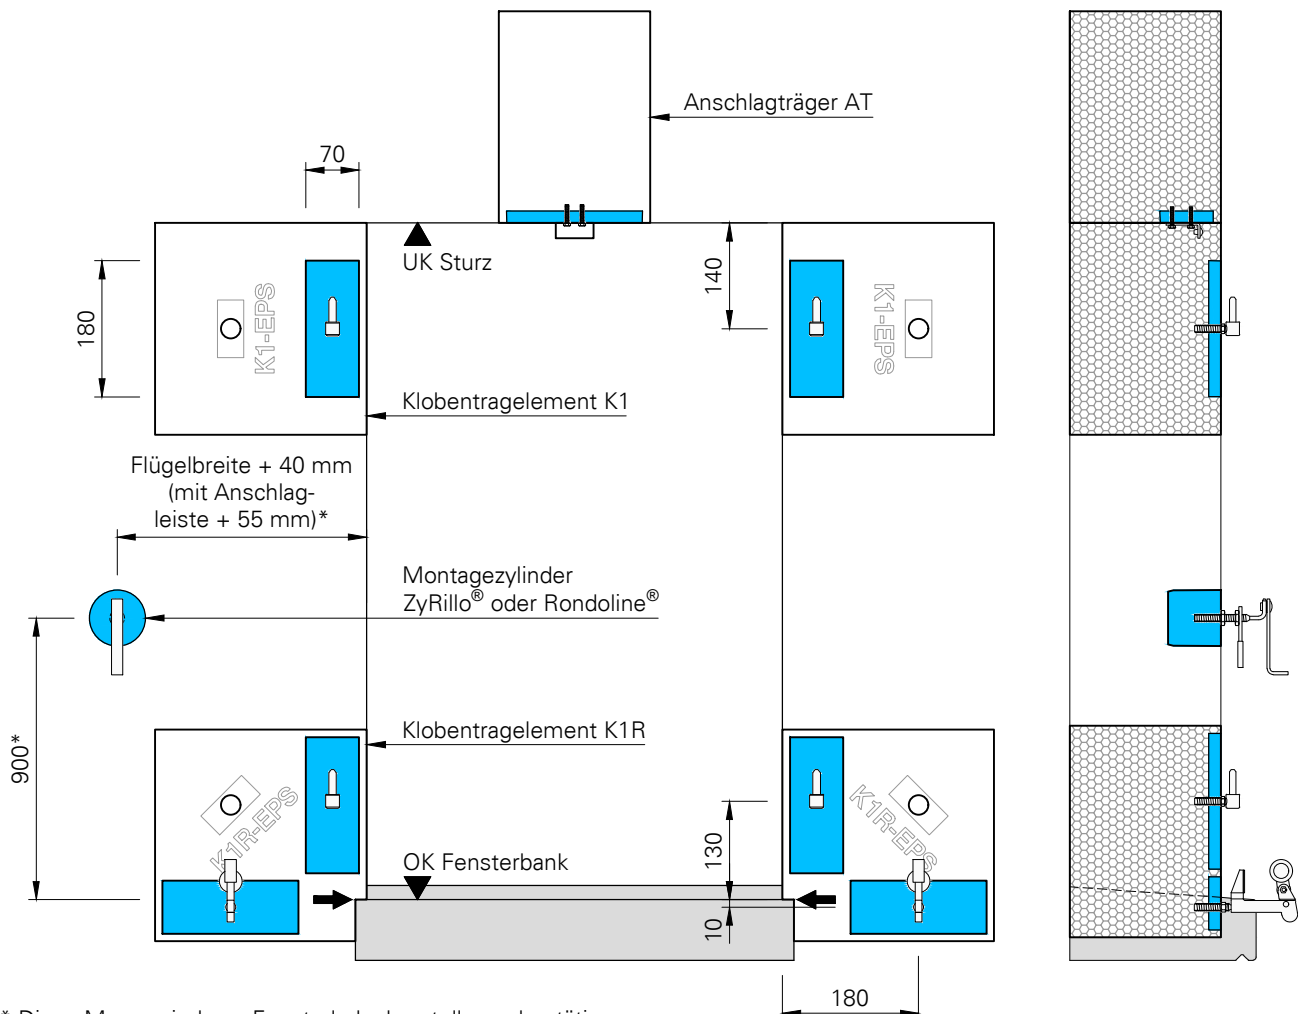 Anschlagträger AT
70
UK Sturz
140
180
K1-EPS
K1-EPS
Klobentragelement K1
Flügelbreite + 40 mm
(mit Anschlag-
leiste + 55 mm)*
Montagezylinder
ZyRillo® oder Rondoline®
Klobentragelement K1R
900*
K1R-EPS
K1R-EPS
130
OK Fensterbank
10
180